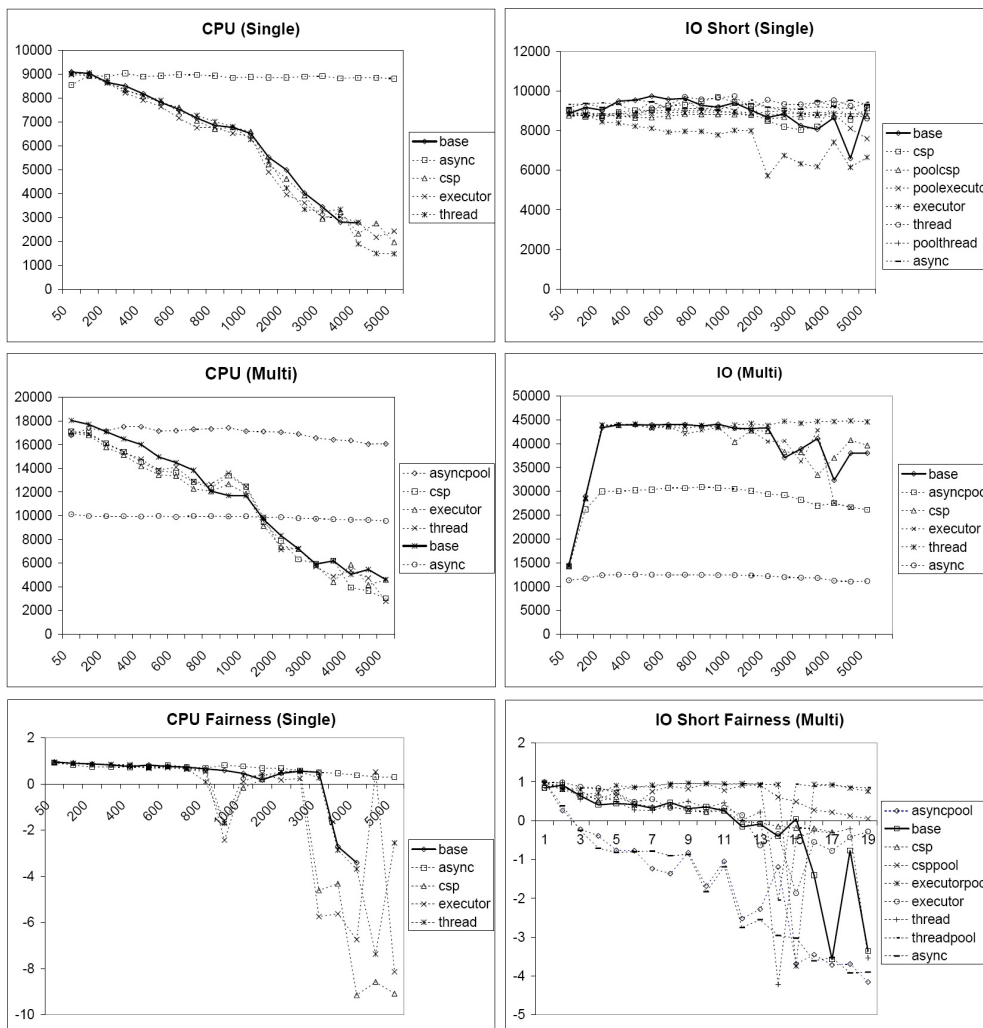 CPU (Single)
10000
9000
8000
7000
6000
5000
4000
3000
2000
1000
0
50
200
400
600
800
1000
2000
3000
4000
5000
base
async
csp
executor
thread
IO Short (Single)
12000
10000
8000
6000
4000
2000
0
50
200
400
600
800
1000
2000
3000
4000
5000
base
csp
poolcsp
poolexecuto
executor
thread
poolthread
async
CPU (Multi)
20000
18000
16000
14000
12000
10000
8000
6000
4000
2000
0
50
200
400
600
800
1000
2000
3000
4000
5000
asyncpool
csp
executor
thread
base
async
IO (Multi)
50000
45000
40000
35000
30000
25000
20000
15000
10000
5000
0
50
200
400
600
800
1000
2000
3000
4000
5000
base
asyncpool
csp
executor
thread
async
CPU Fairness (Single)
2
0
-2
-4
-6
-8
-10
50
200
400
600
800
1000
2000
3000
4000
5000
base
async
csp
executor
thread
IO Short Fairness (Multi)
2
1
0
-1
-2
-3
-4
-5
1
3
5
7
9
11
13
15
17
19
asyncpool
base
csp
csppool
executorpoo
executor
thread
threadpool
async